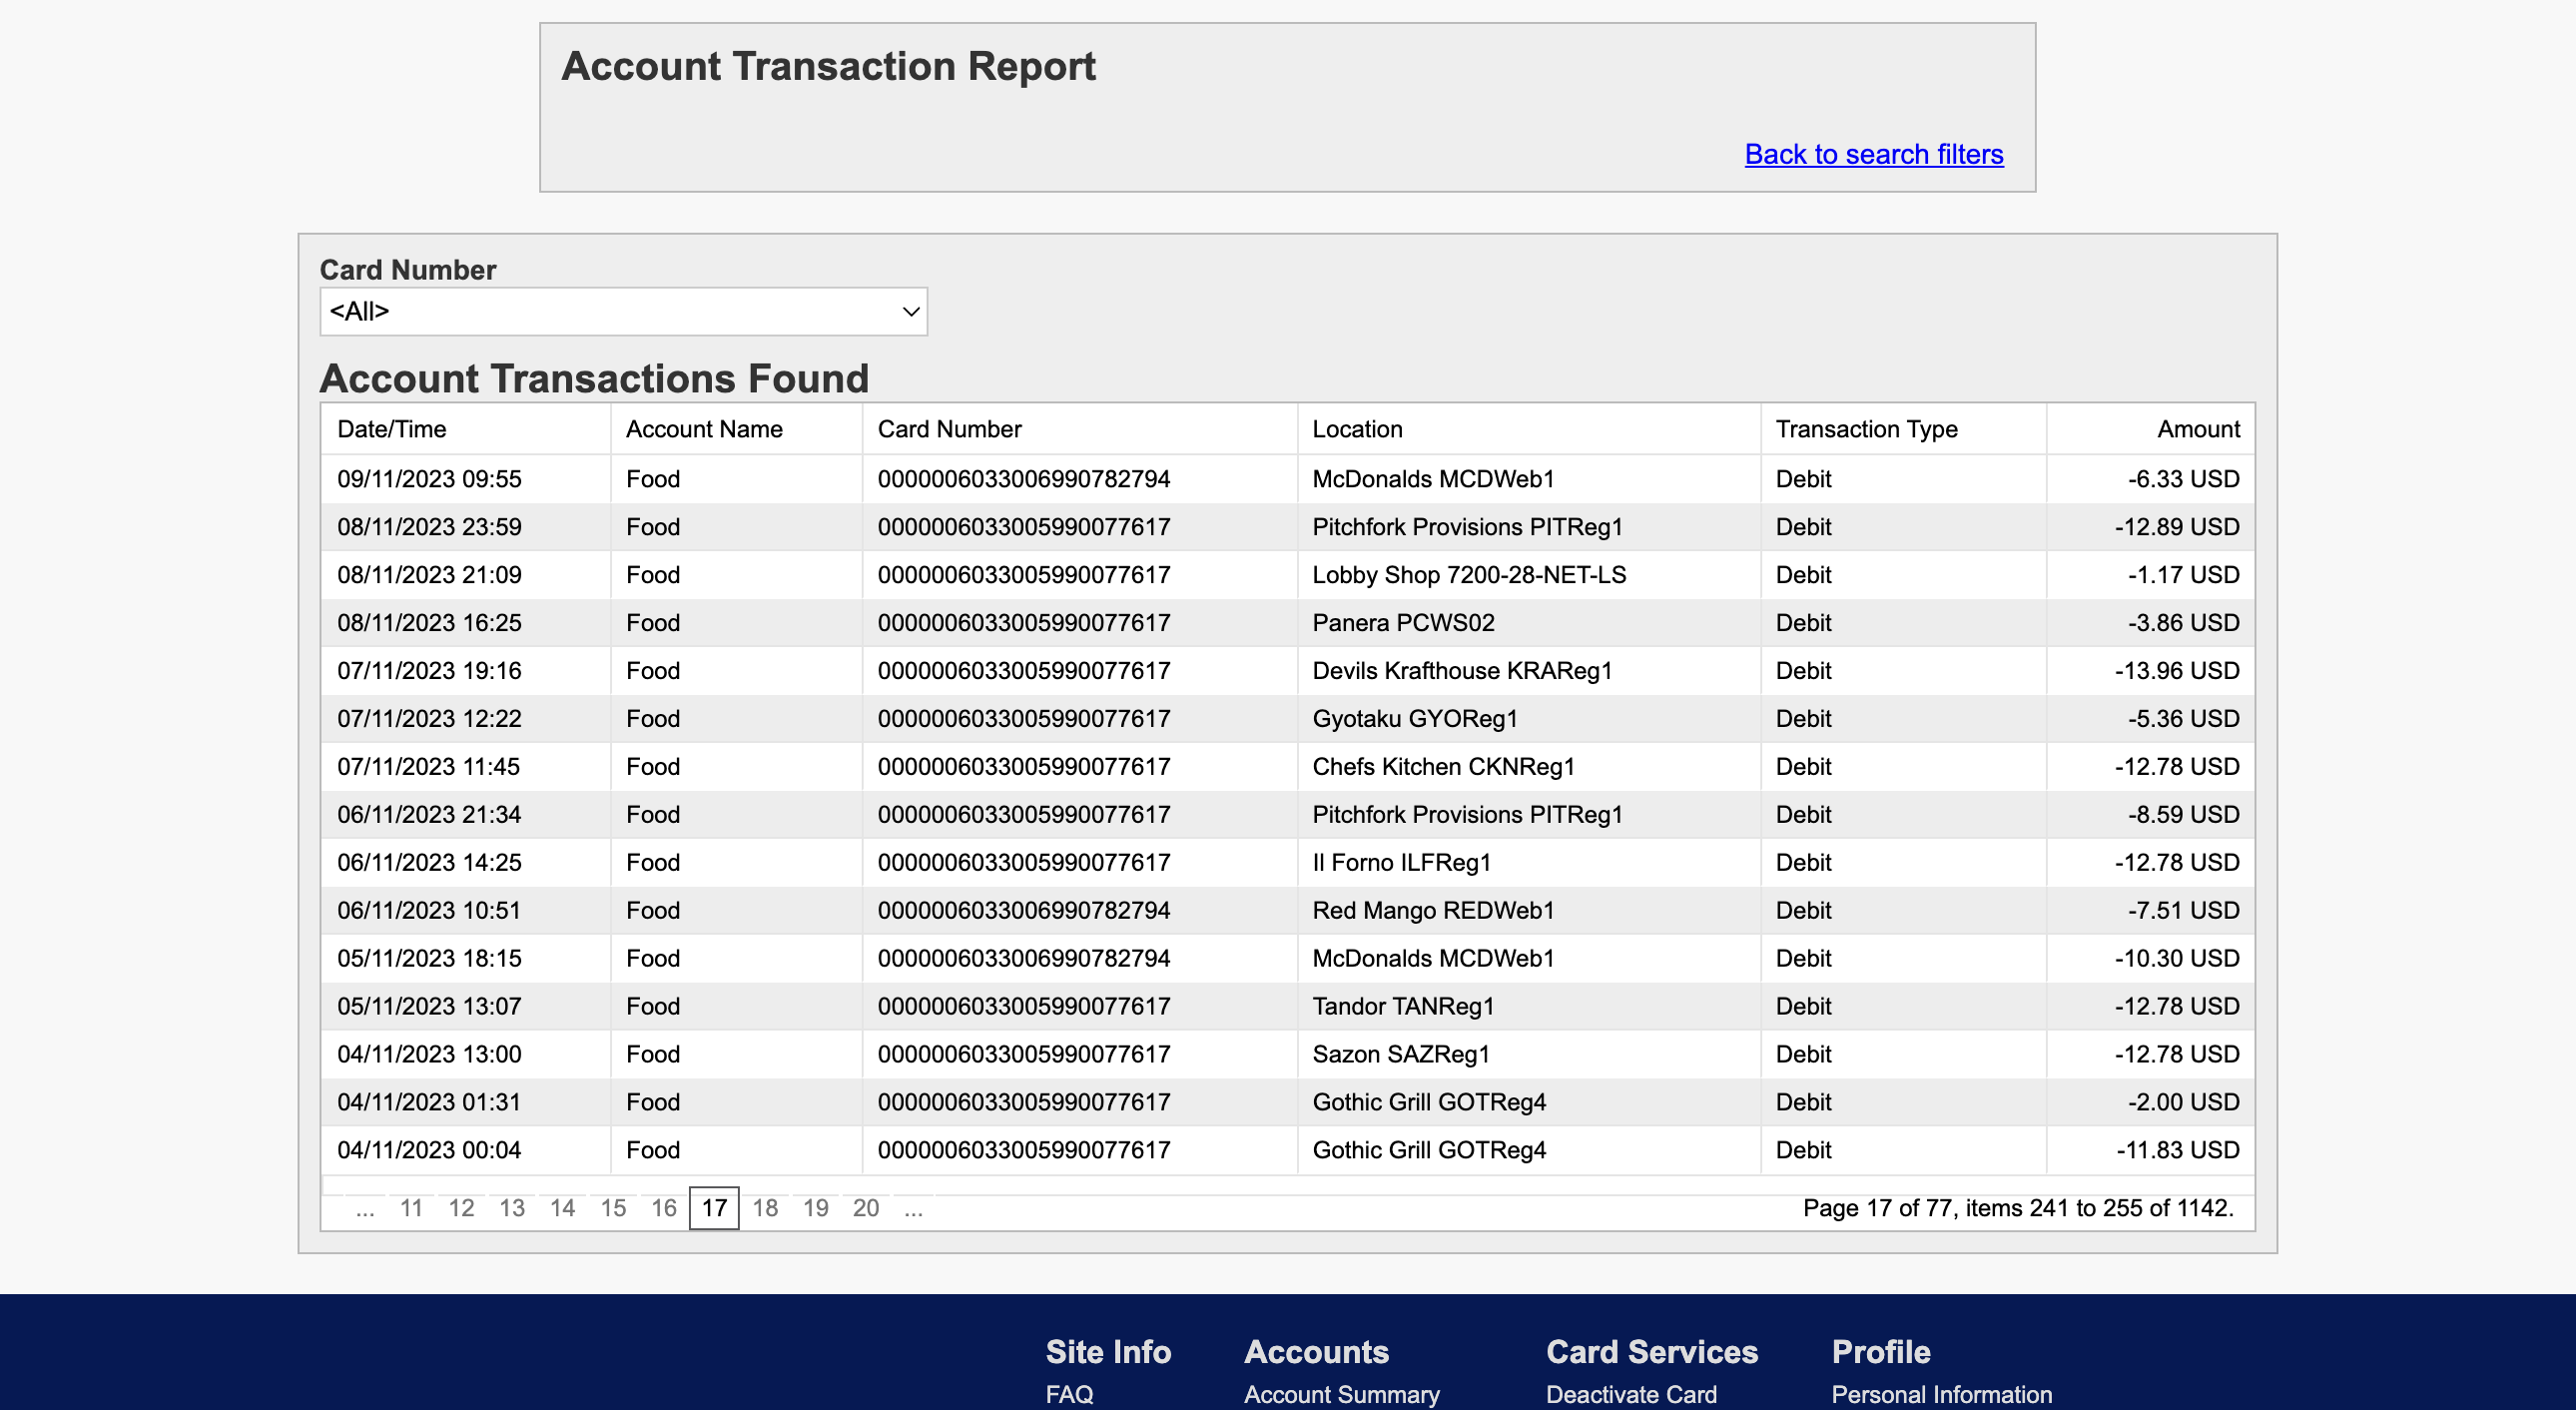 Account Transaction Report
Back to search filters
Card Number
<All>
Account Transactions Found
Date/Time Account Name Card Number Location Transaction Type Amount
09/11/2023 09:55 Food 0000006033006990782794 McDonalds MCDWeb1 Debit -6.33 USD
08/11/2023 23:59 Food 0000006033005990077617 Pitchfork Provisions PITReg1 Debit -12.89 USD
08/11/2023 21:09 Food 0000006033005990077617 Lobby Shop 7200-28-NET-LS Debit -1.17 USD
08/11/2023 16:25 Food 0000006033005990077617 Panera PCWS02 Debit -3.86 USD
07/11/2023 19:16 Food 0000006033005990077617 Devils Krafthouse KRAReg1 Debit -13.96 USD
07/11/2023 12:22 Food 0000006033005990077617 Gyotaku GYOReg1 Debit -5.36 USD
07/11/2023 11:45 Food 0000006033005990077617 Chefs Kitchen CKNReg1 Debit -12.78 USD
06/11/2023 21:34 Food 0000006033005990077617 Pitchfork Provisions PITReg1 Debit -8.59 USD
06/11/2023 14:25 Food 0000006033005990077617 Il Forno ILFReg1 Debit -12.78 USD
06/11/2023 10:51 Food 0000006033006990782794 Red Mango REDWeb1 Debit -7.51 USD
05/11/2023 18:15 Food 0000006033006990782794 McDonalds MCDWeb1 Debit -10.30 USD
05/11/2023 13:07 Food 0000006033005990077617 Tandor TANReg1 Debit -12.78 USD
04/11/2023 13:00 Food 0000006033005990077617 Sazon SAZReg1 Debit -12.78 USD
04/11/2023 01:31 Food 0000006033005990077617 Gothic Grill GOTReg4 Debit -2.00 USD
04/11/2023 00:04 Food 0000006033005990077617 Gothic Grill GOTReg4 Debit -11.83 USD
... 11 12 13 14 15 16 17 18 19 20 ... Page 17 of 77, items 241 to 255 of 1142.
Site Info Accounts Card Services Profile
FAQ Account Summary Deactivate Card Personal Information